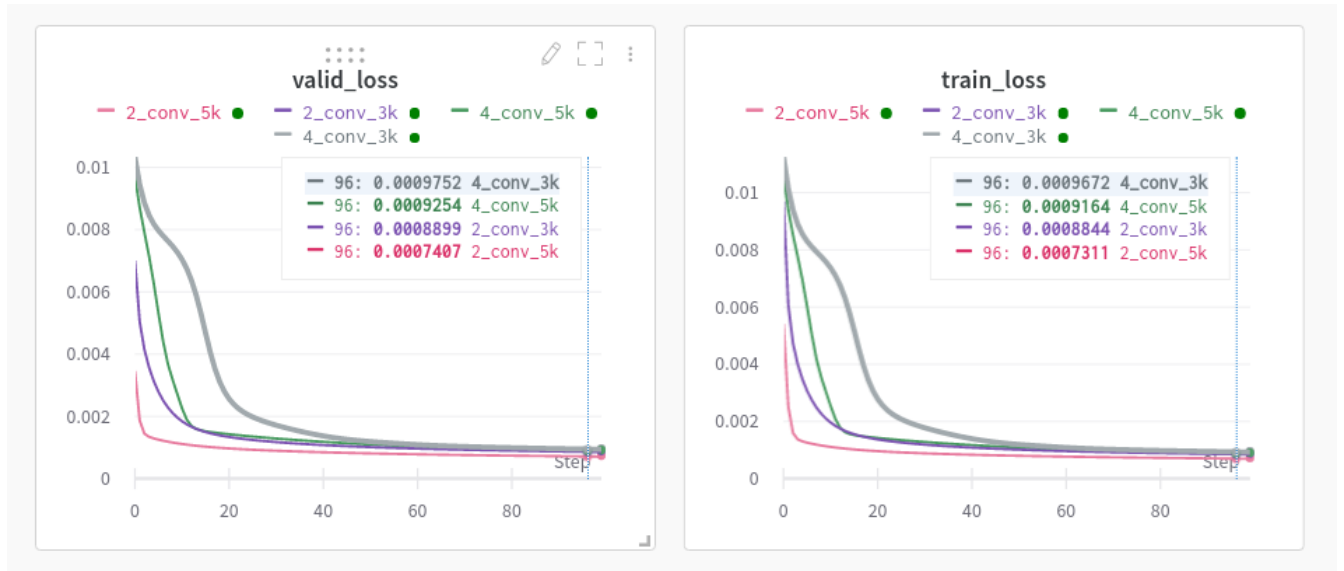 valid_loss
2_conv_5k 2_conv_3k 4_conv_5k
4_conv_3k
0.01
0.008
0.006
0.004
0.002
0
96: 0.0009752 4_conv_3k
96: 0.0009254 4_conv_5k
96: 0.0008899 2_conv_3k
96: 0.0007407 2_conv_5k
Step
0 20 40 60 80
train_loss
2_conv_5k 2_conv_3k 4_conv_5k
4_conv_3k
0.01
0.008
0.006
0.004
0.002
0
96: 0.0009672 4_conv_3k
96: 0.0009164 4_conv_5k
96: 0.0008844 2_conv_3k
96: 0.0007311 2_conv_5k
Step
0 20 40 60 80